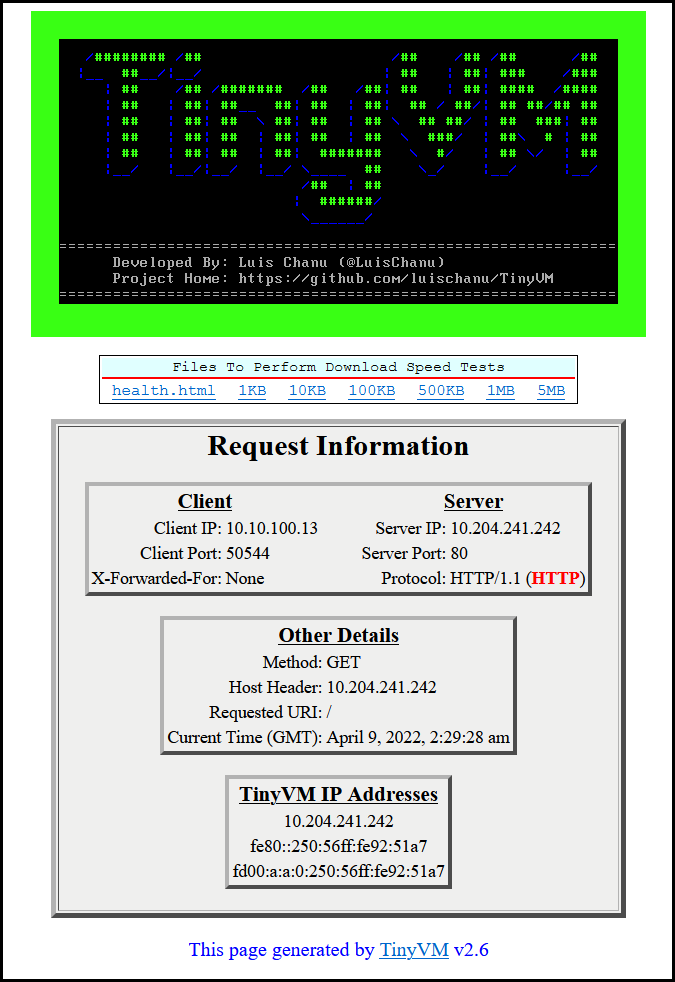 TinyVM
Developed By: Luis Chanu (@LuisChanu)
Project Home: https://github.com/luischanu/TinyVM
Files To Perform Download Speed Tests
health.html 1KB 10KB 100KB 500KB 1MB 5MB
Request Information
Client
Client IP: 10.10.100.13
Client Port: 50544
X-Forwarded-For: None
Server
Server IP: 10.204.241.242
Server Port: 80
Protocol: HTTP/1.1 (HTTP)
Other Details
Method: GET
Host Header: 10.204.241.242
Requested URI: /
Current Time (GMT): April 9, 2022, 2:29:28 am
TinyVM IP Addresses
10.204.241.242
fe80::250:56ff:fe92:51a7
fd00:a:a:0:250:56ff:fe92:51a7
This page generated by TinyVM v2.6